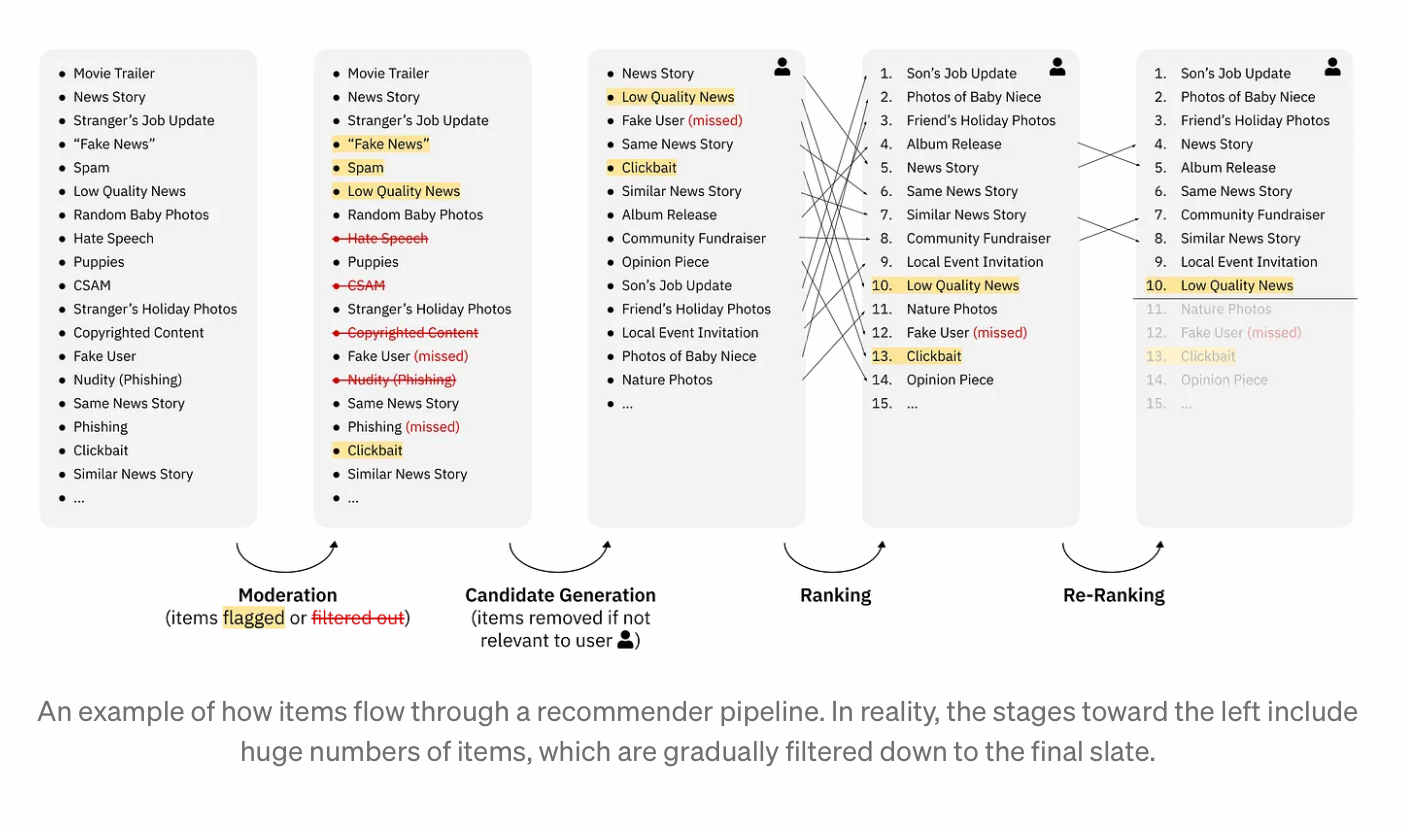 Movie Trailer
News Story
Stranger's Job Update
“Fake News”
Spam
Low Quality News
Random Baby Photos
Hate Speech
Puppies
CSAM
Stranger's Holiday Photos
Copyrighted Content
Fake User
Nudity (Phishing)
Same News Story
Phishing
Clickbait
Similar News Story
...
Movie Trailer
News Story
Stranger's Job Update
“Fake News”
Spam
Low Quality News
Random Baby Photos
Hate Speech
Puppies
CSAM
Stranger's Holiday Photos
Copyrighted Content
Fake User (missed)
Nudity (Phishing)
Same News Story
Phishing (missed)
Clickbait
Similar News Story
...
News Story
Low Quality News
Fake User (missed)
Same News Story
Clickbait
Similar News Story
Album Release
Community Fundraiser
Opinion Piece
Son's Job Update
Friend's Holiday Photos
Local Event Invitation
Photos of Baby Niece
Nature Photos
...
1. Son's Job Update
2. Photos of Baby Niece
3. Friend's Holiday Photos
4. Album Release
5. News Story
6. Same News Story
7. Similar News Story
8. Community Fundraiser
9. Local Event Invitation
10. Low Quality News
11. Nature Photos
12. Fake User (missed)
13. Clickbait
14. Opinion Piece
15. ...
1. Son's Job Update
2. Photos of Baby Niece
3. Friend's Holiday Photos
4. News Story
5. Album Release
6. Same News Story
7. Community Fundraiser
8. Similar News Story
9. Local Event Invitation
10. Low Quality News
11. Nature Photos
12. Fake User (missed)
13. Clickbait
14. Opinion Piece
15. ...
Moderation
(items flagged or filtered out)
Candidate Generation
(items removed if not
relevant to user )
Ranking
Re-Ranking
An example of how items flow through a recommender pipeline. In reality, the stages toward the left include
huge numbers of items, which are gradually filtered down to the final slate.